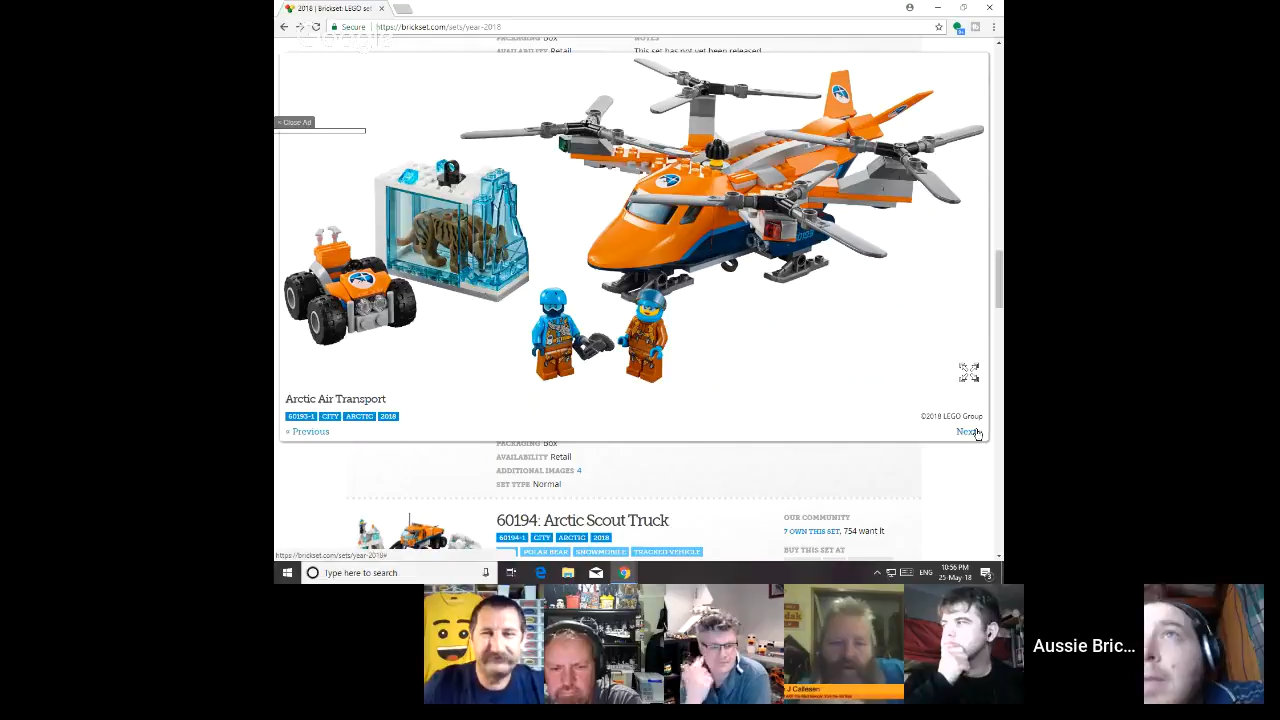 2018 | Brickset: LEGO set
Secure
https://brickset.com/sets/year-2018
PACKAGING Box
NOTES
AVAILABILITY Retail
This set has not yet been released
« Close Ad
60193
Arctic Air Transport
60193-1 CITY ARCTIC 2018
©2018 LEGO Group
« Previous
Next
PACKAGING Box
AVAILABILITY Retail
ADDITIONAL IMAGES 4
SET TYPE Normal
60194: Arctic Scout Truck
60194-1 CITY ARCTIC 2018
POLAR BEAR SNOWMOBILE TRACKED VEHICLE
OUR COMMUNITY
7 OWN THIS SET, 754 want it
BUY THIS SET AT
https://brickset.com/sets/year-2018#
Type here to search
ENG
10:56 PM
25-May-18
3
J Callesen
Aussie Bric...